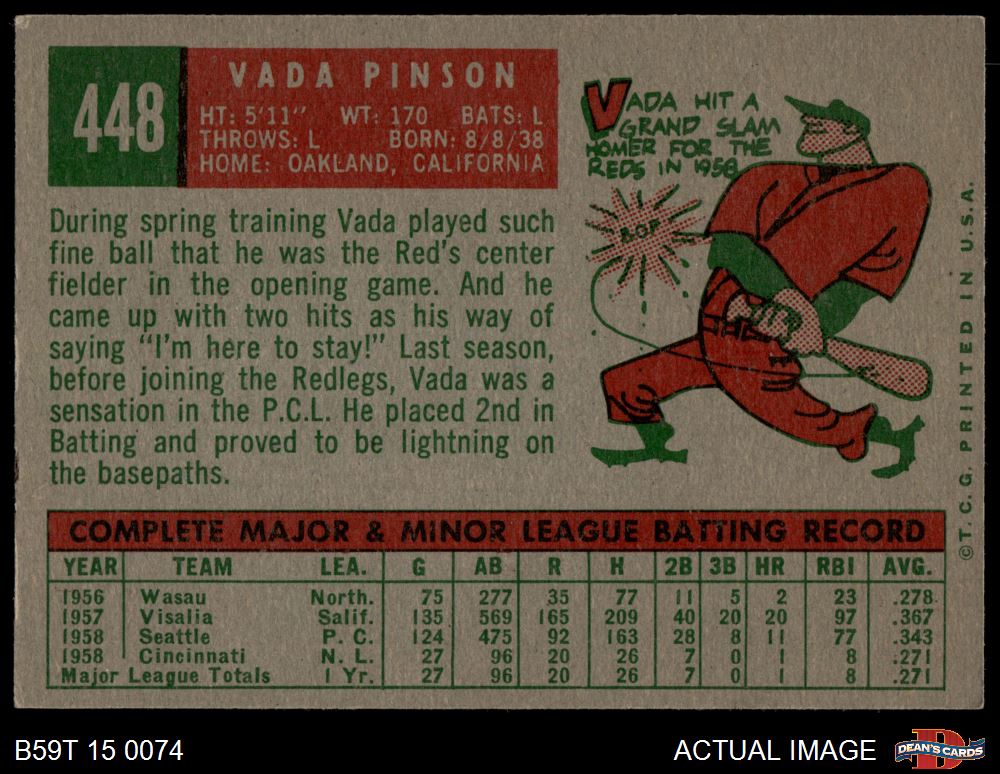 448
VADA PINSON
HT: 5'11" WT: 170 BATS: L
THROWS: L BORN: 8/8/38
HOME: OAKLAND, CALIFORNIA
During spring training Vada played such
fine ball that he was the Red's center
fielder in the opening game. And he
came up with two hits as his way of
saying "I'm here to stay!" Last season,
before joining the Redlegs, Vada was a
sensation in the P.C.L. He placed 2nd in
Batting and proved to be lightning on
the basepaths.
VADA HIT A
GRAND SLAM
HOMER FOR THE
REDS IN 1958
BOP
COMPLETE MAJOR & MINOR LEAGUE BATTING RECORD
YEAR TEAM LEA. G AB R H 2B 3B HR RBI AVG.
1956 Wasau North. 75 277 35 77 11 5 2 23 .278
1957 Visalia Salif. 135 569 165 209 40 20 20 97 .367
1958 Seattle P. C. 124 475 92 163 28 8 11 77 .343
1958 Cincinnati N. L. 27 96 20 26 7 0 1 8 .271
Major League Totals 1 Yr. 27 96 20 26 7 0 1 8 .271
©T. C. G. PRINTED IN U.S.A.
B59T 15 0074
ACTUAL IMAGE
D
DEAN'S CARDS